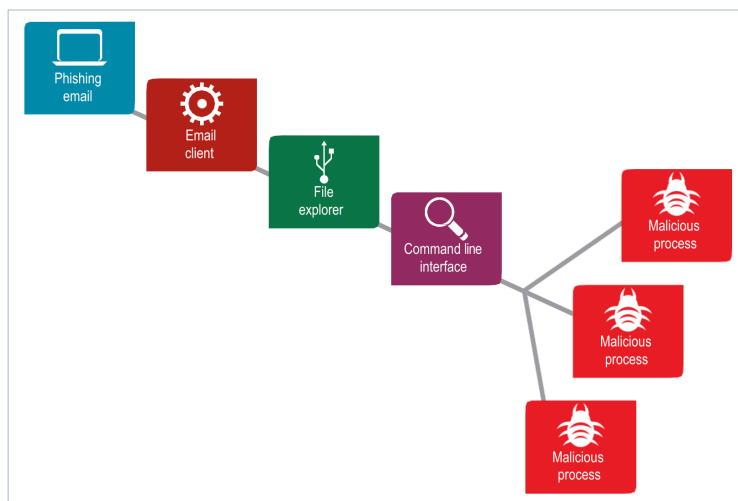 Phishing
email
Email
client
File
explorer
Command line
interface
Malicious
process
Malicious
process
Malicious
process